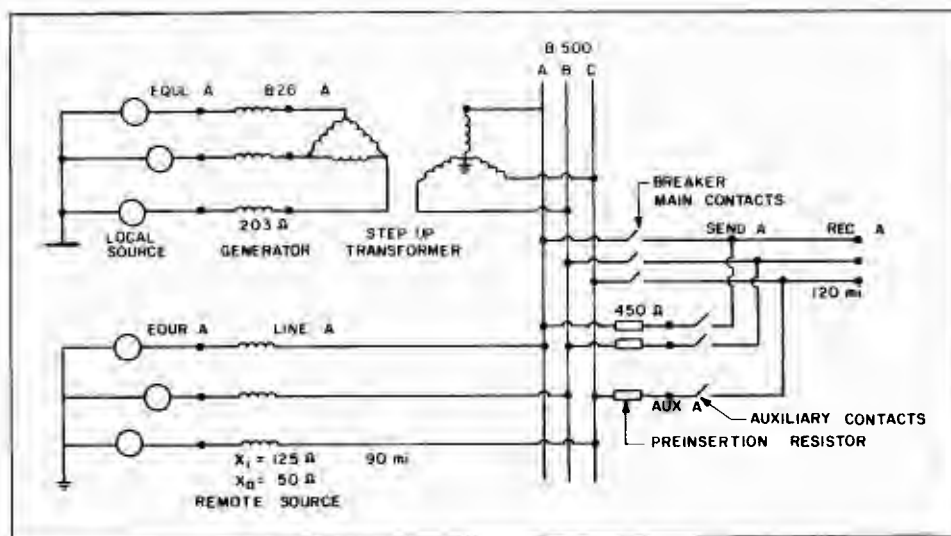 B 500
A B C
EQUL A
B26 A
LOCAL
SOURCE
203 Ω
GENERATOR
STEP UP
TRANSFORMER
BREAKER
MAIN CONTACTS
SEND A
REC A
120 mi
450 Ω
EQUR A
LINE A
AUX A
AUXILIARY CONTACTS
PREINSERTION RESISTOR
X₁ = 125 Ω
90 mi
X₀ = 50 Ω
REMOTE SOURCE